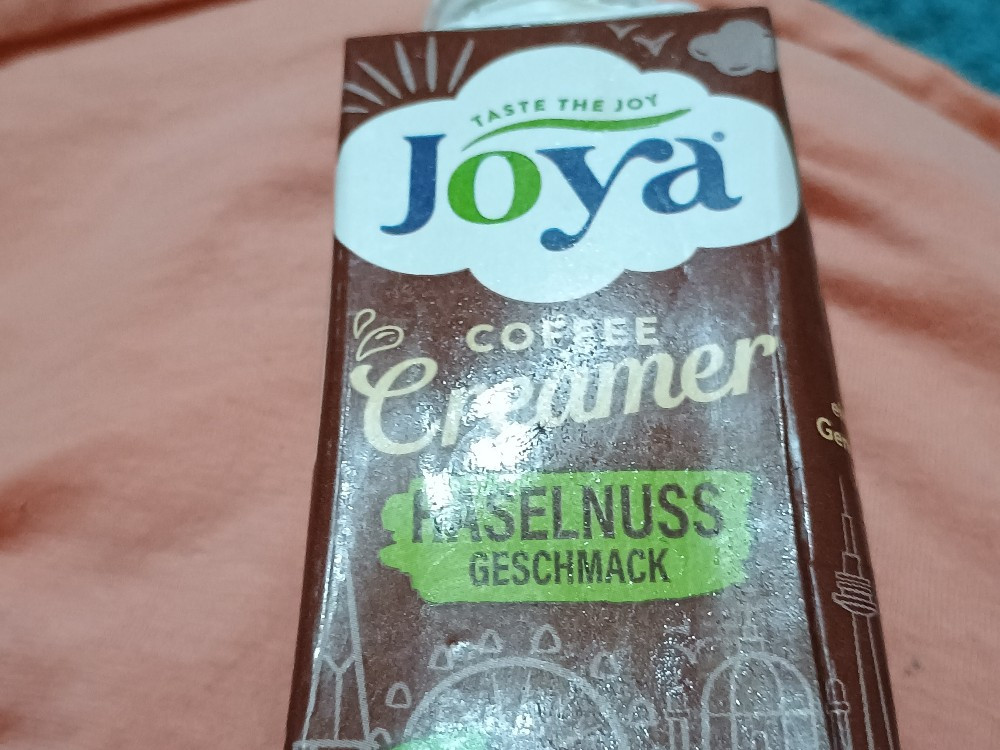 TASTE THE JOY
Joya
COFFEE
Creamer
HASELNUSS
GESCHMACK